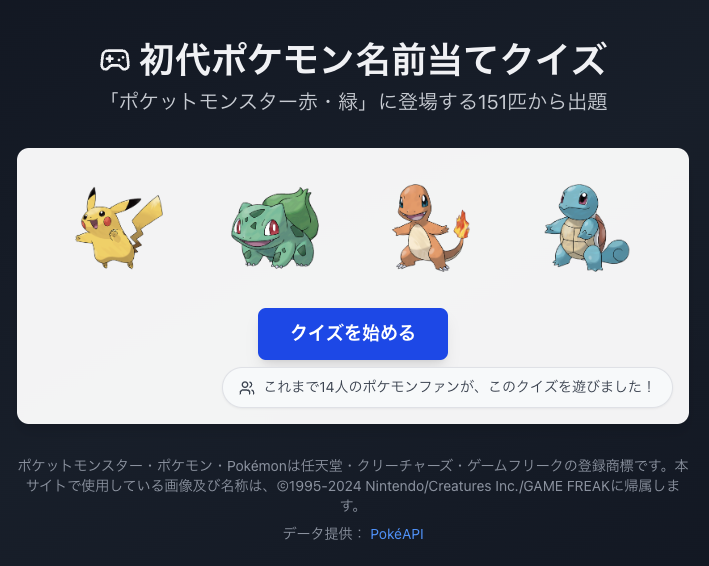 初代ポケモン名前当てクイズ
「ポケットモンスター赤・緑」に登場する151匹から出題
クイズを始める
これまで14人のポケモンファンが、このクイズを遊びました！
ポケットモンスター・ポケモン・Pokémonは任天堂・クリーチャーズ・ゲームフリークの登録商標です。本
サイトで使用している画像及び名称は、©1995-2024 Nintendo/Creatures Inc./GAME FREAKに帰属しま
す。
データ提供： PokéAPI